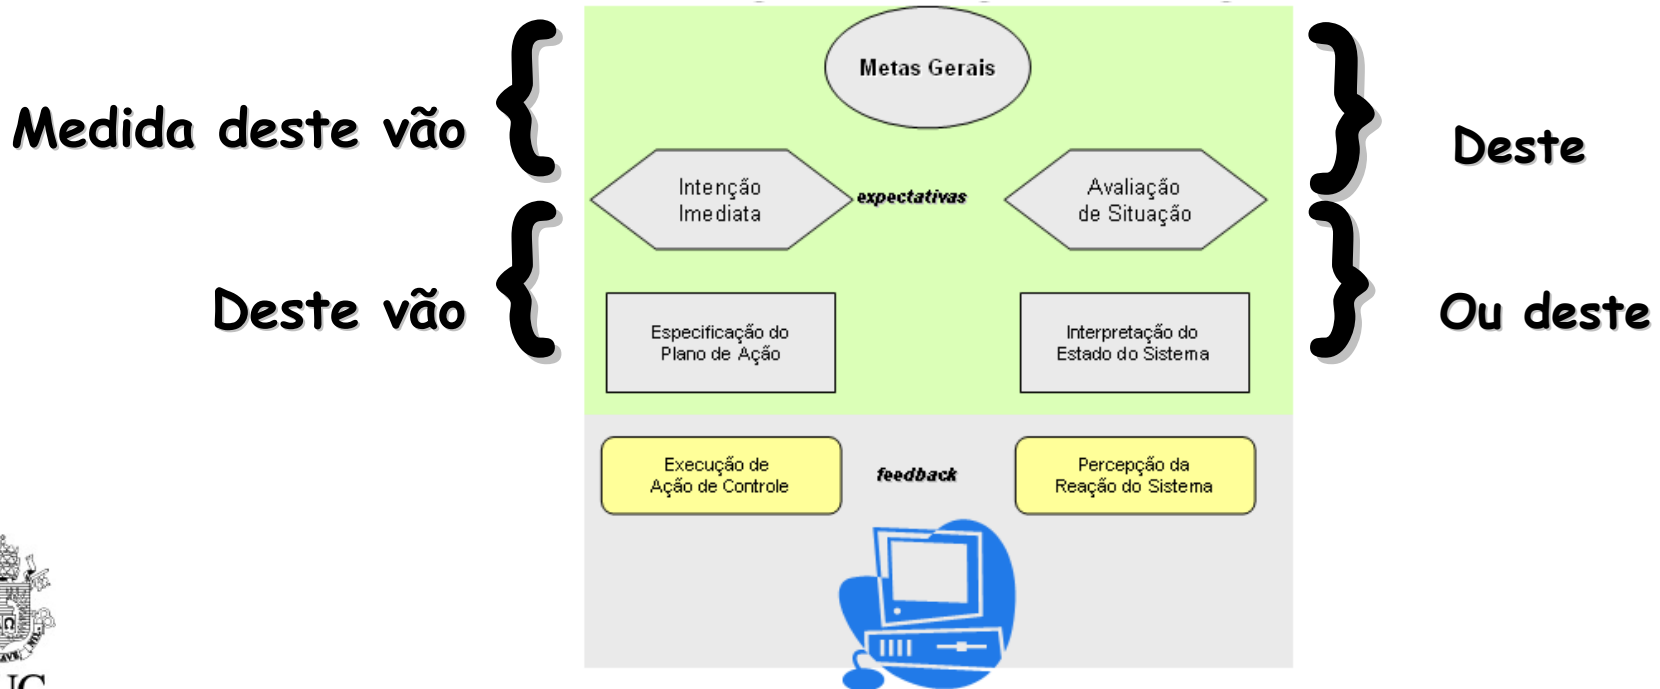 Metas Gerais
Medida deste vão
Deste
Intenção
Imediata
expectativas
Avaliação
de Situação
Deste vão
Ou deste
Especificação do
Plano de Ação
Interpretação do
Estado do Sistema
Execução de
Ação de Controle
feedback
Percepção da
Reação do Sistema